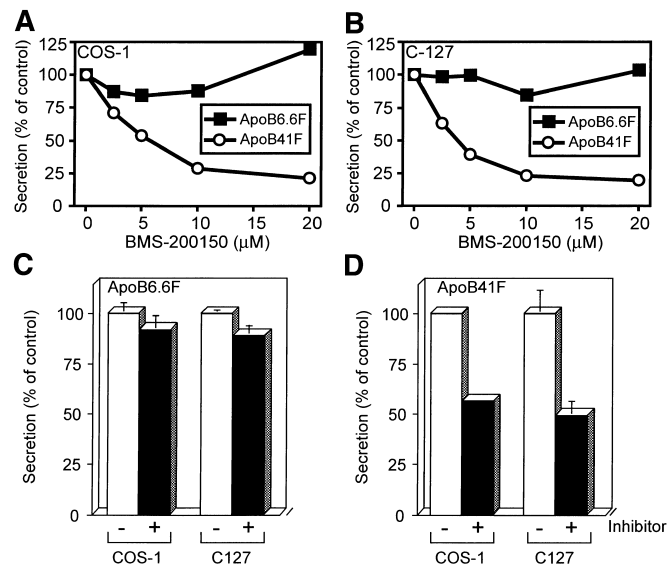 A
COS-1
Secretion (% of control)
125
100
75
50
25
0
ApoB6.6F
ApoB41F
0 5 10 15 20
BMS-200150 (μM)
B
C-127
Secretion (% of control)
125
100
75
50
25
0
ApoB6.6F
ApoB41F
0 5 10 15 20
BMS-200150 (μM)
C
ApoB6.6F
Secretion (% of control)
100
75
50
25
0
- + - +
COS-1 C127
D
ApoB41F
Secretion (% of control)
100
75
50
25
0
- + - + Inhibitor
COS-1 C127